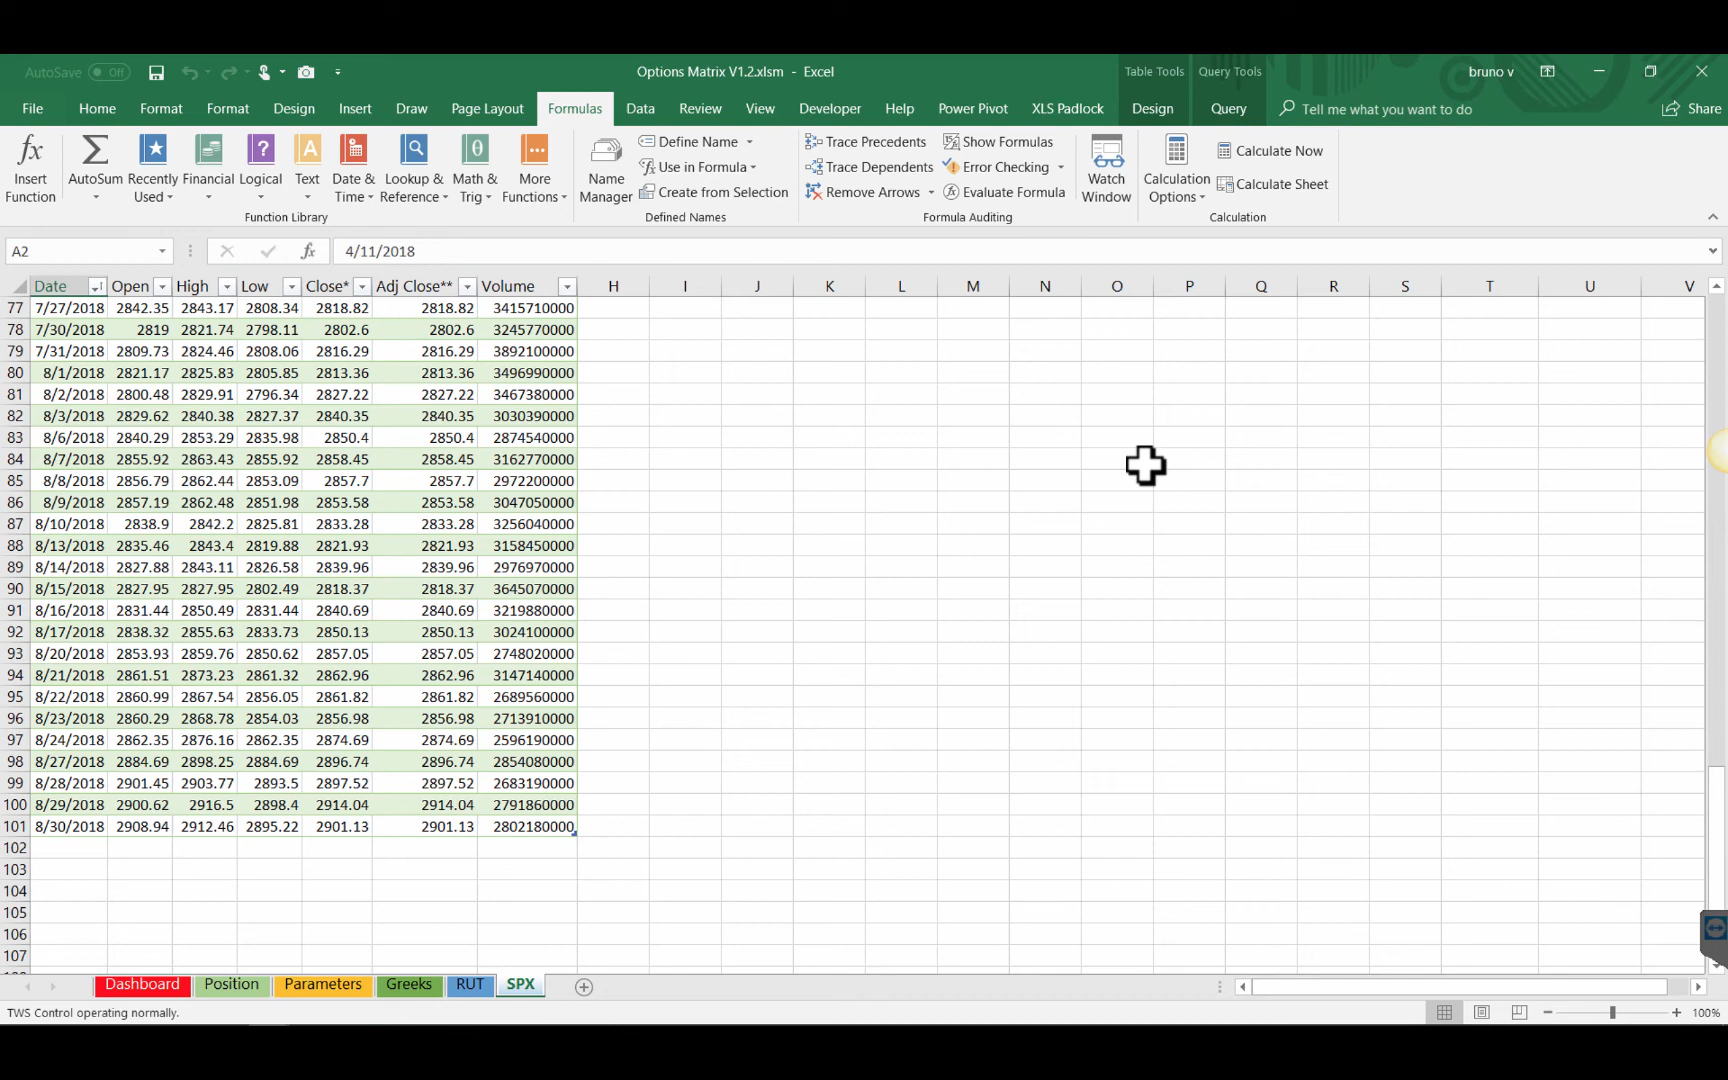 AutoSave Off Options Matrix V1.2.xlsm - Excel Table Tools Query Tools bruno v
File Home Format Format Design Insert Draw Page Layout Formulas Data Review View Developer Help Power Pivot XLS Padlock Design Query Tell me what you want to do Share
fx Σ ? A θ
Insert Function AutoSum Recently Used Financial Logical Text Date & Time Lookup & Reference Math & Trig More Functions Name Manager
Define Name
Use in Formula
Create from Selection
Trace Precedents Show Formulas
Trace Dependents Error Checking
Remove Arrows Evaluate Formula
Watch Window Calculation Options
Calculate Now
Calculate Sheet
Function Library Defined Names Formula Auditing Calculation
A2 fx 4/11/2018
Date Open High Low Close* Adj Close** Volume H I J K L M N O P Q R S T U V
77 7/27/2018 2842.35 2843.17 2808.34 2818.82 2818.82 3415710000
78 7/30/2018 2819 2821.74 2798.11 2802.6 2802.6 3245770000
79 7/31/2018 2809.73 2824.46 2808.06 2816.29 2816.29 3892100000
80 8/1/2018 2821.17 2825.83 2805.85 2813.36 2813.36 3496990000
81 8/2/2018 2800.48 2829.91 2796.34 2827.22 2827.22 3467380000
82 8/3/2018 2829.62 2840.38 2827.37 2840.35 2840.35 3030390000
83 8/6/2018 2840.29 2853.29 2835.98 2850.4 2850.4 2874540000
84 8/7/2018 2855.92 2863.43 2855.92 2858.45 2858.45 3162770000
85 8/8/2018 2856.79 2862.44 2853.09 2857.7 2857.7 2972200000
86 8/9/2018 2857.19 2862.48 2851.98 2853.58 2853.58 3047050000
87 8/10/2018 2838.9 2842.2 2825.81 2833.28 2833.28 3256040000
88 8/13/2018 2835.46 2843.4 2819.88 2821.93 2821.93 3158450000
89 8/14/2018 2827.88 2843.11 2826.58 2839.96 2839.96 2976970000
90 8/15/2018 2827.95 2827.95 2802.49 2818.37 2818.37 3645070000
91 8/16/2018 2831.44 2850.49 2831.44 2840.69 2840.69 3219880000
92 8/17/2018 2838.32 2855.63 2833.73 2850.13 2850.13 3024100000
93 8/20/2018 2853.93 2859.76 2850.62 2857.05 2857.05 2748020000
94 8/21/2018 2861.51 2873.23 2861.32 2862.96 2862.96 3147140000
95 8/22/2018 2860.99 2867.54 2856.05 2861.82 2861.82 2689560000
96 8/23/2018 2860.29 2868.78 2854.03 2856.98 2856.98 2713910000
97 8/24/2018 2862.35 2876.16 2862.35 2874.69 2874.69 2596190000
98 8/27/2018 2884.69 2898.25 2884.69 2896.74 2896.74 2854080000
99 8/28/2018 2901.45 2903.77 2893.5 2897.52 2897.52 2683190000
100 8/29/2018 2900.62 2916.5 2898.4 2914.04 2914.04 2791860000
101 8/30/2018 2908.94 2912.46 2895.22 2901.13 2901.13 2802180000
102
103
104
105
106
107
Dashboard Position Parameters Greeks RUT SPX
TWS Control operating normally. 100%